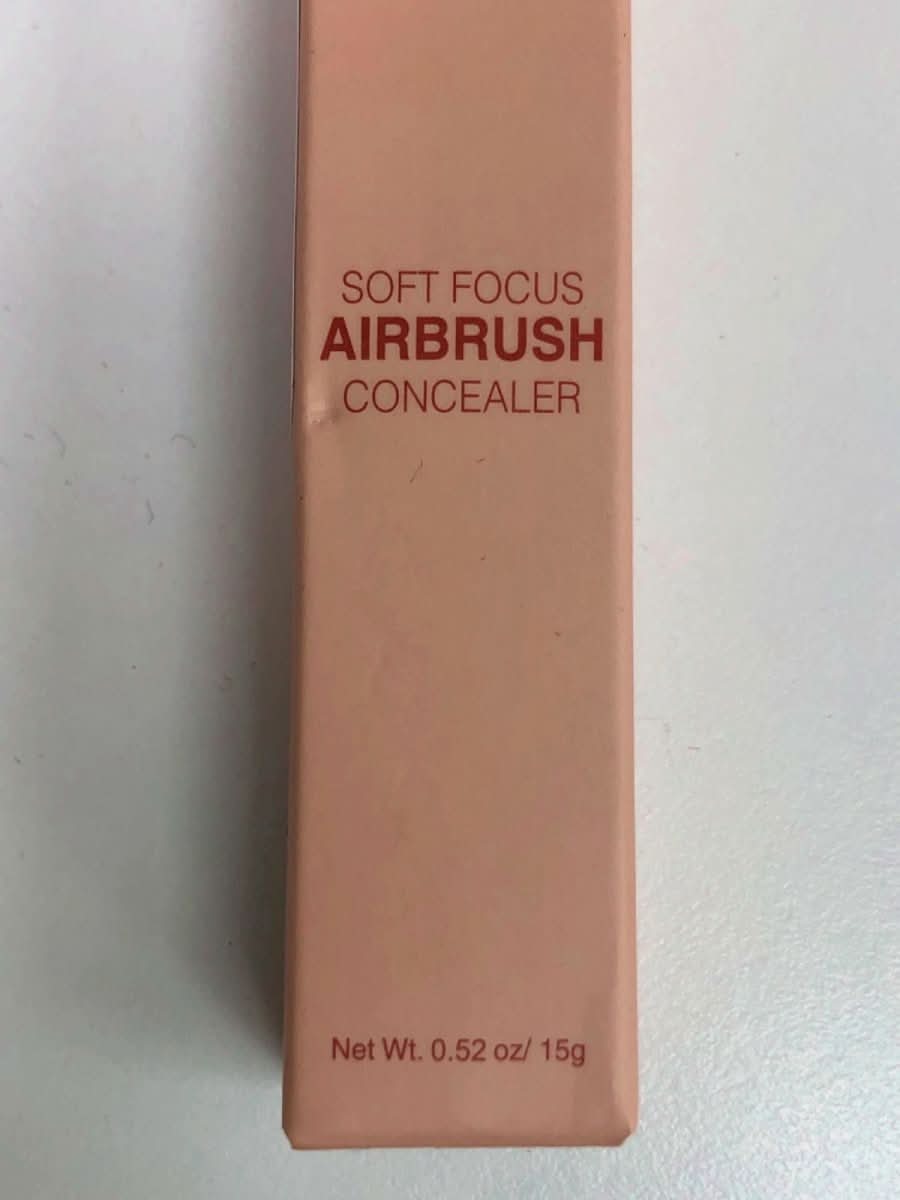 SOFT FOCUS
AIRBRUSH
CONCEALER
Net Wt. 0.52 oz/ 15g